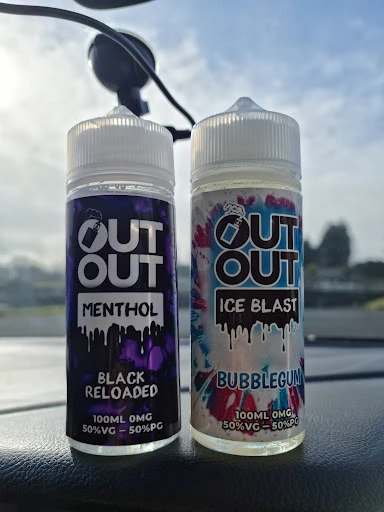 OUT
OUT
MENTHOL
BLACK
RELOADED
100ML 0MG
50%VG – 50%PG
OUT
OUT
ICE BLAST
BUBBLEGUM
100ML 0MG
50%VG – 50%PG